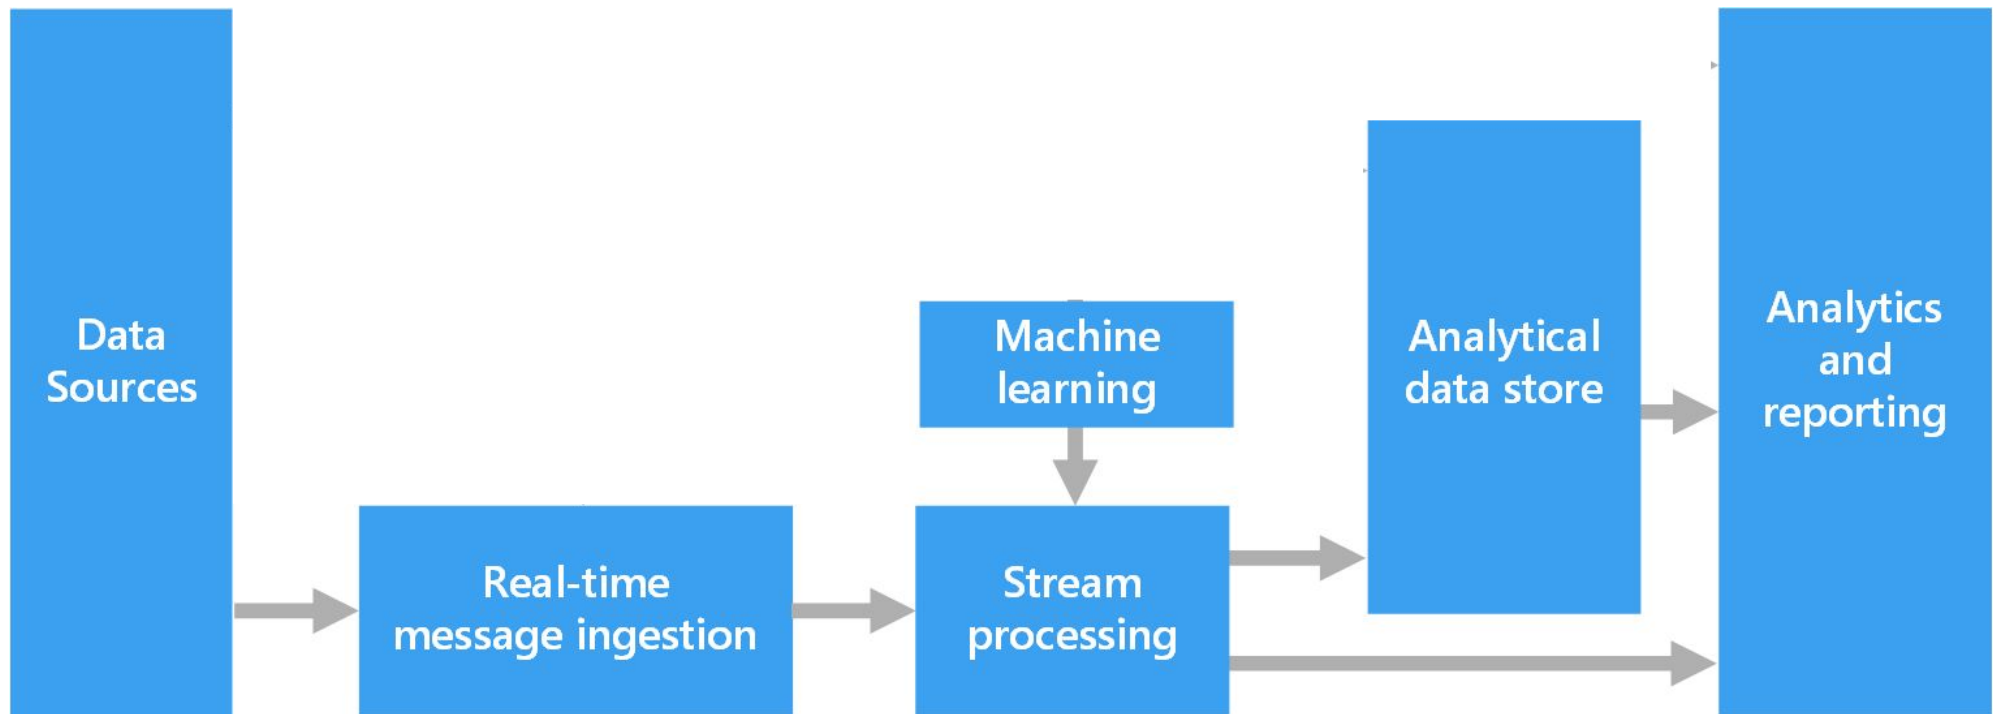 Data
Sources
Real-time
message ingestion
Machine
learning
Stream
processing
Analytical
data store
Analytics
and
reporting